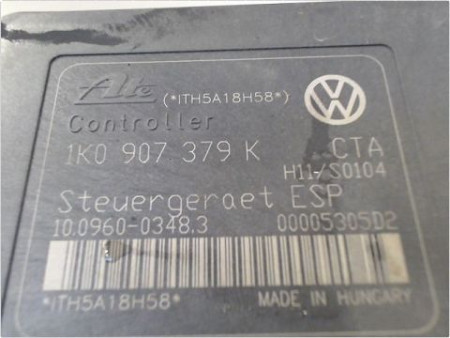 Ate (*ITH5A18H58*)
Controller
1K0 907 379 K CTA
H11-/S0104
Steuergeraet ESP
10.0960-0348.3 00005305D2
*ITH5A18H58* MADE IN HUNGARY